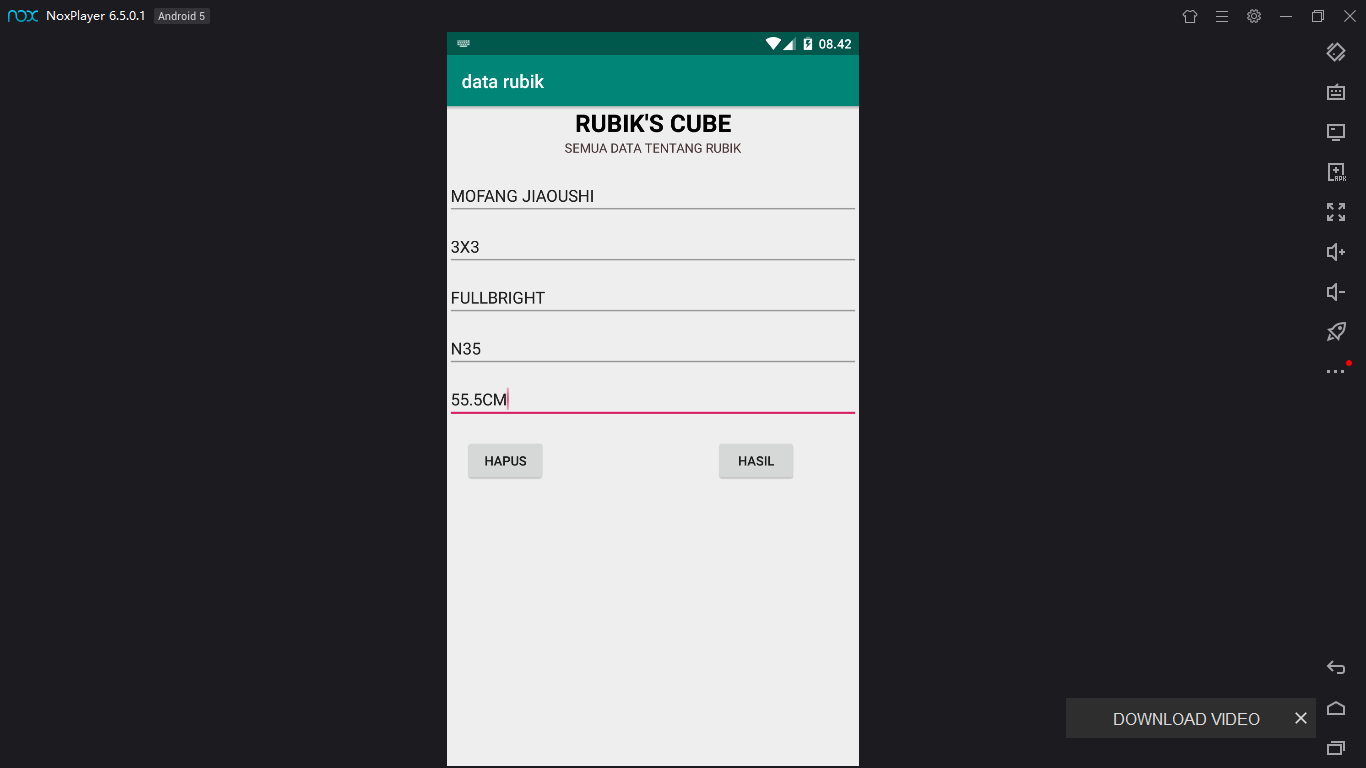 nox NoxPlayer 6.5.0.1 Android 5
08.42
data rubik
RUBIK'S CUBE
SEMUA DATA TENTANG RUBIK
MOFANG JIAOUSHI
3X3
FULLBRIGHT
N35
55.5CM
HAPUS HASIL
APK
DOWNLOAD VIDEO